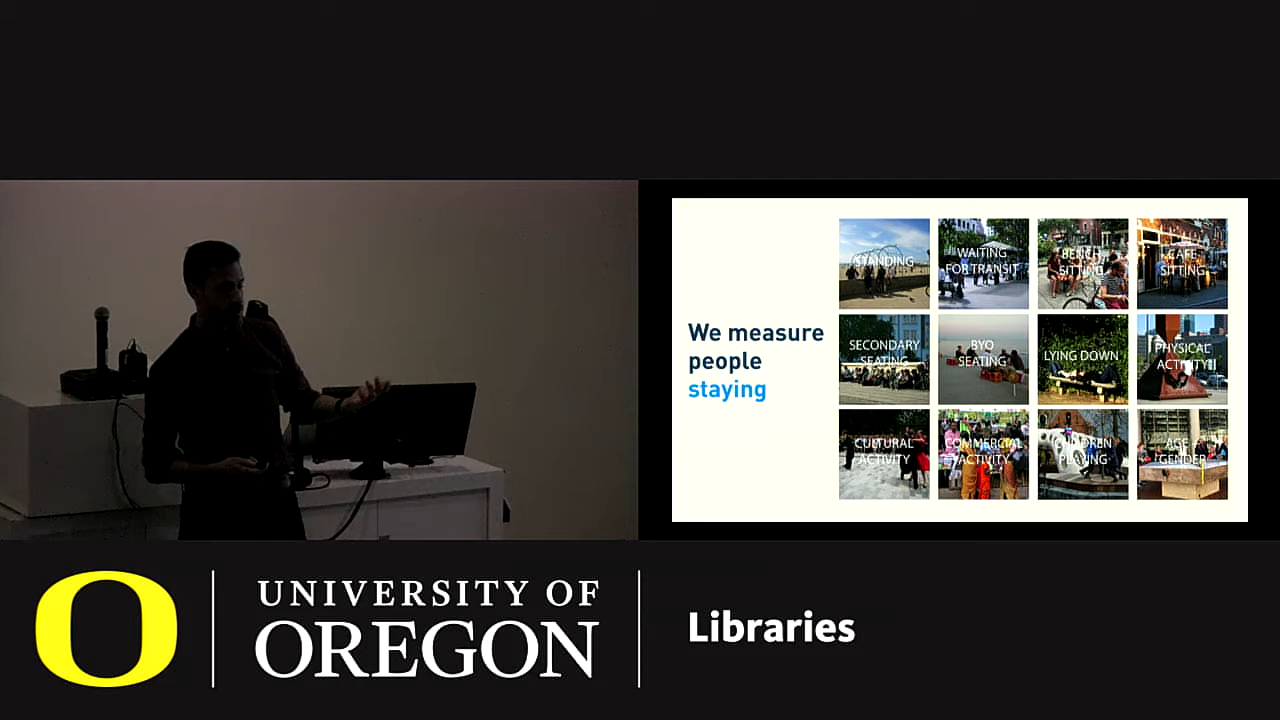 We measure
people
staying
STANDING
WAITING
FOR TRANSIT
BENCH
SITTING
CAFE
SITTING
SECONDARY
SEATING
BYO
SEATING
LYING DOWN
PHYSICAL
ACTIVITY
CULTURAL
ACTIVITY
COMMERCIAL
ACTIVITY
CHILDREN
PLAYING
AGE +
GENDER
O
UNIVERSITY OF
OREGON
Libraries